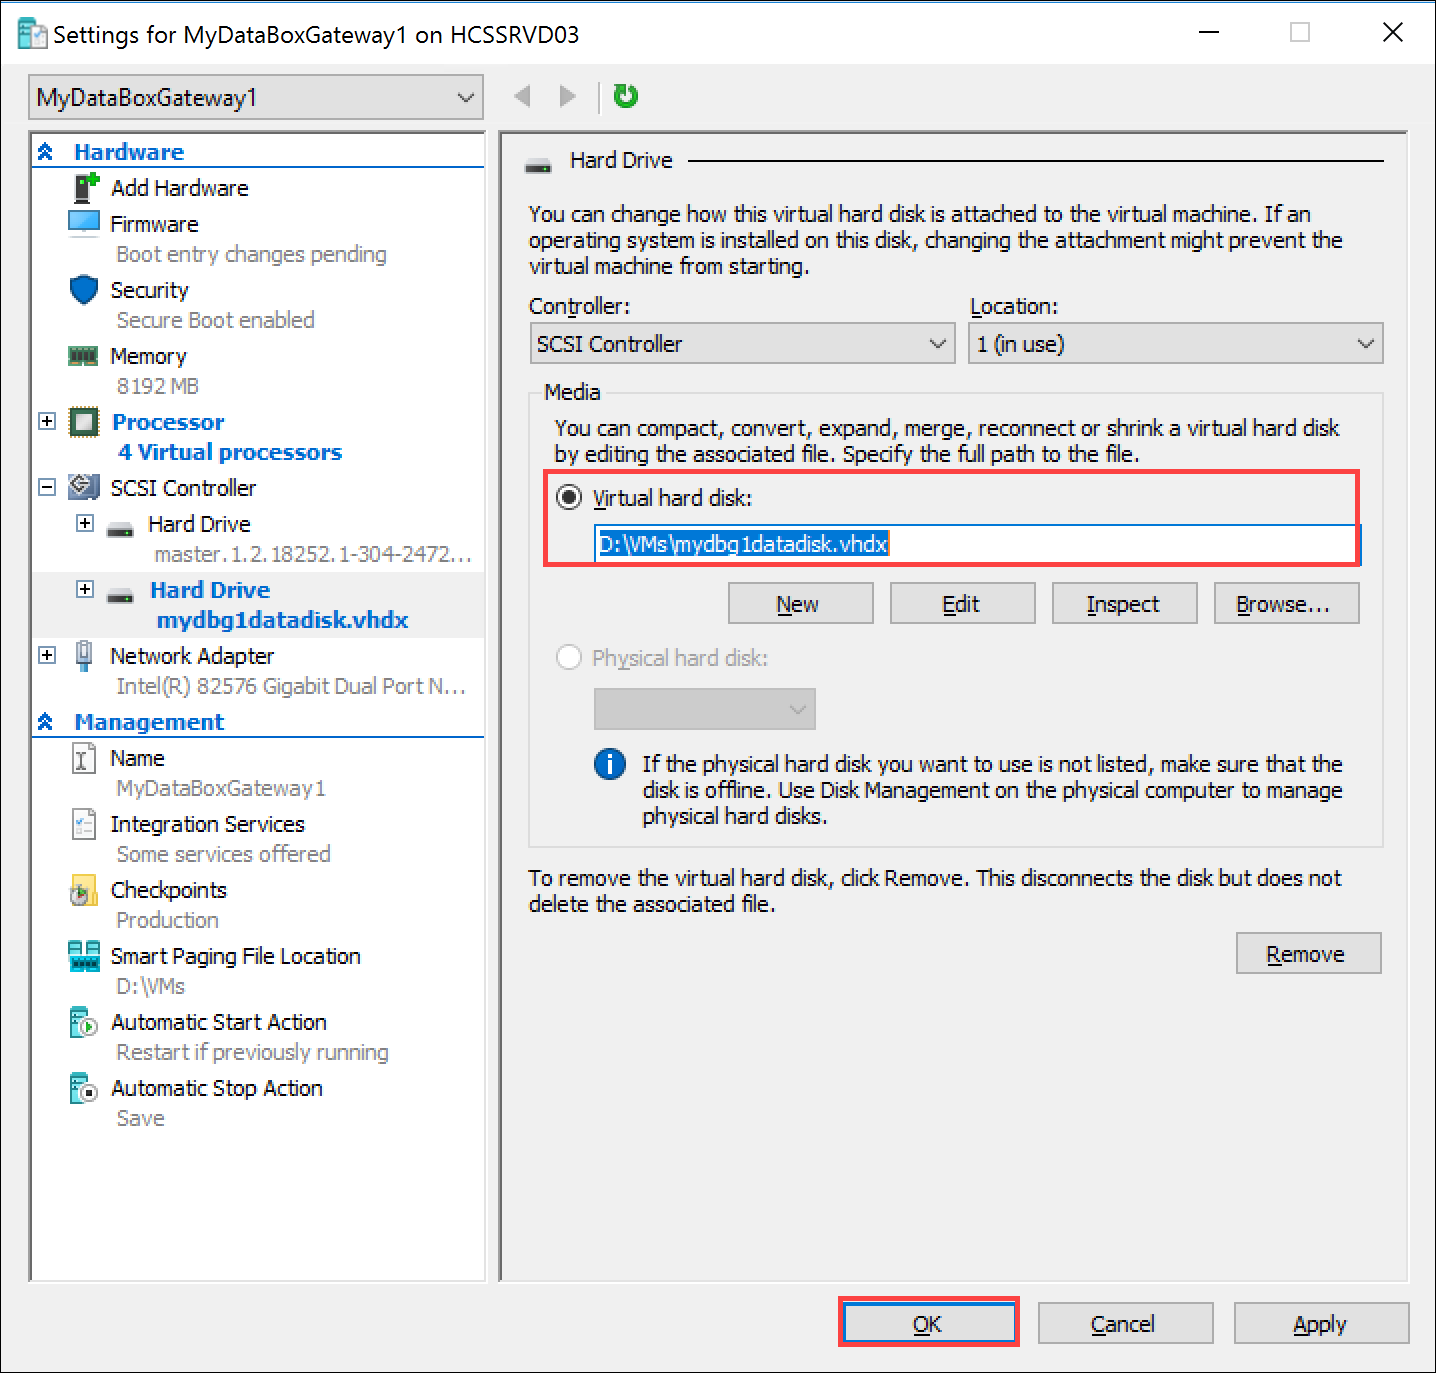 Settings for MyDataBoxGateway1 on HCSSRVD03
MyDataBoxGateway1
Hardware
Add Hardware
Firmware
Boot entry changes pending
Security
Secure Boot enabled
Memory
8192 MB
Processor
4 Virtual processors
SCSI Controller
Hard Drive
master.1.2.18252.1-304-2472...
Hard Drive
mydbg1datadisk.vhdx
Network Adapter
Intel(R) 82576 Gigabit Dual Port N...
Management
Name
MyDataBoxGateway1
Integration Services
Some services offered
Checkpoints
Production
Smart Paging File Location
D:\VMs
Automatic Start Action
Restart if previously running
Automatic Stop Action
Save
Hard Drive
You can change how this virtual hard disk is attached to the virtual machine. If an
operating system is installed on this disk, changing the attachment might prevent the
virtual machine from starting.
Controller:
Location:
SCSI Controller
1 (in use)
Media
You can compact, convert, expand, merge, reconnect or shrink a virtual hard disk
by editing the associated file. Specify the full path to the file.
Virtual hard disk:
D:\VMs\mydbg1datadisk.vhdx
New
Edit
Inspect
Browse...
Physical hard disk:
If the physical hard disk you want to use is not listed, make sure that the
disk is offline. Use Disk Management on the physical computer to manage
physical hard disks.
To remove the virtual hard disk, click Remove. This disconnects the disk but does not
delete the associated file.
Remove
OK
Cancel
Apply